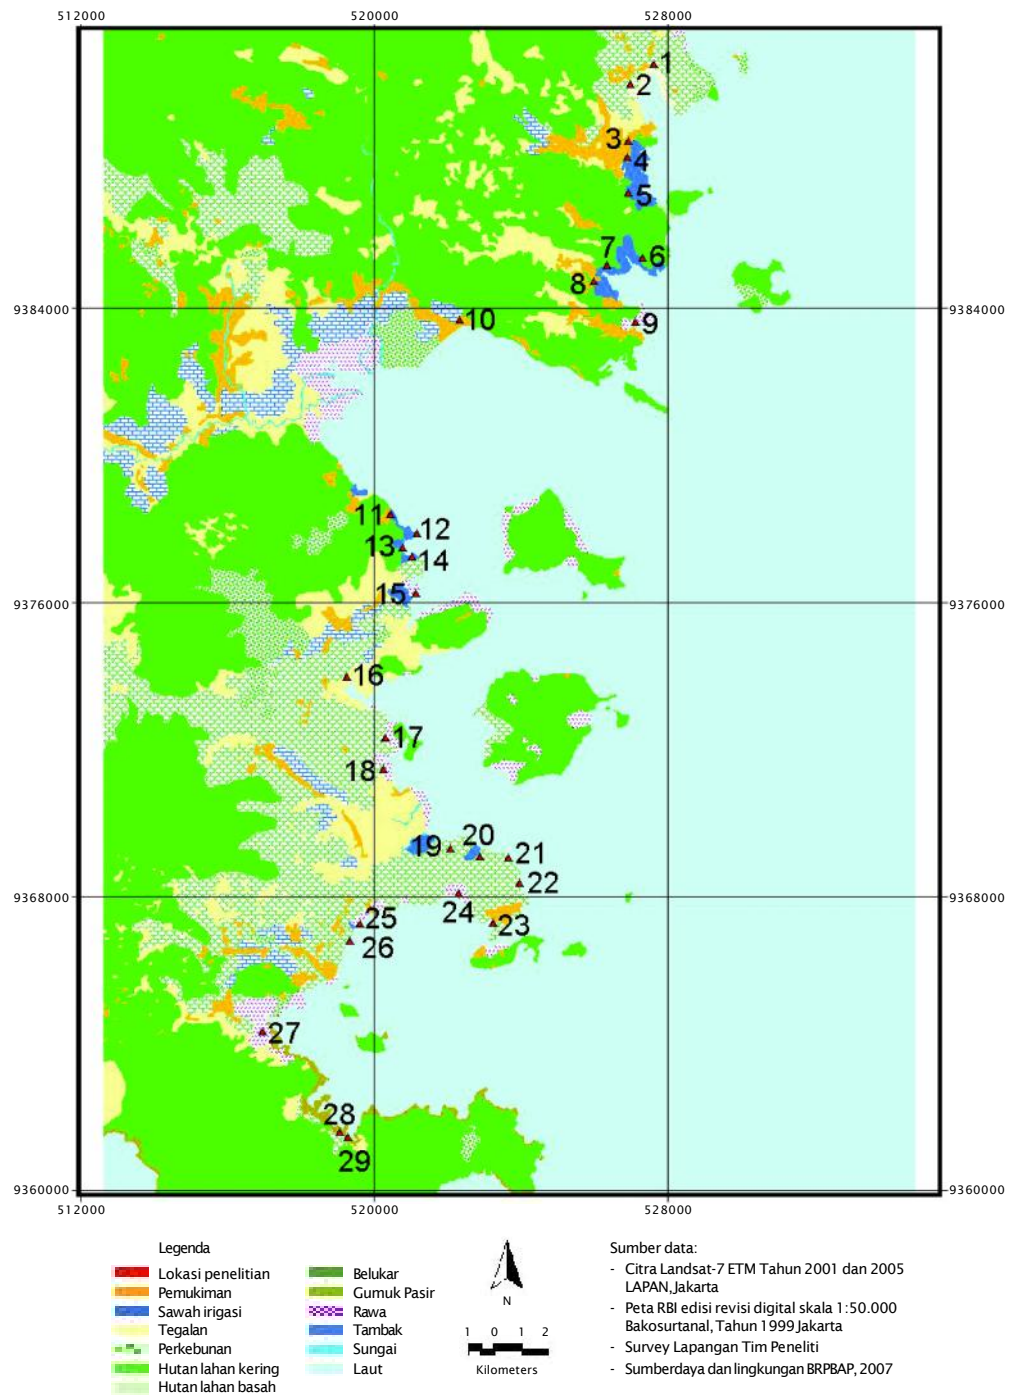 512000 520000 528000
1
2
3
4
5
7
6
8
9384000 9384000
10
9
11
12
13
14
15
9376000 9376000
16
17
18
20
19
21
22
9368000 9368000
24
25
23
26
27
28
29
9360000 9360000
512000 520000 528000
Legenda
Lokasi penelitian
Pemukiman
Sawah irigasi
Tegalan
Perkebunan
Hutan lahan kering
Hutan lahan basah
Belukar
Gumuk Pasir
Rawa
Tambak
Sungai
Laut
N
1 0 1 2
Kilometers
Sumber data:
- Citra Landsat-7 ETM Tahun 2001 dan 2005
LAPAN, Jakarta
- Peta RBI edisi revisi digital skala 1:50.000
Bakosurtanal, Tahun 1999 Jakarta
- Survey Lapangan Tim Peneliti
- Sumberdaya dan lingkungan BRPBAP, 2007